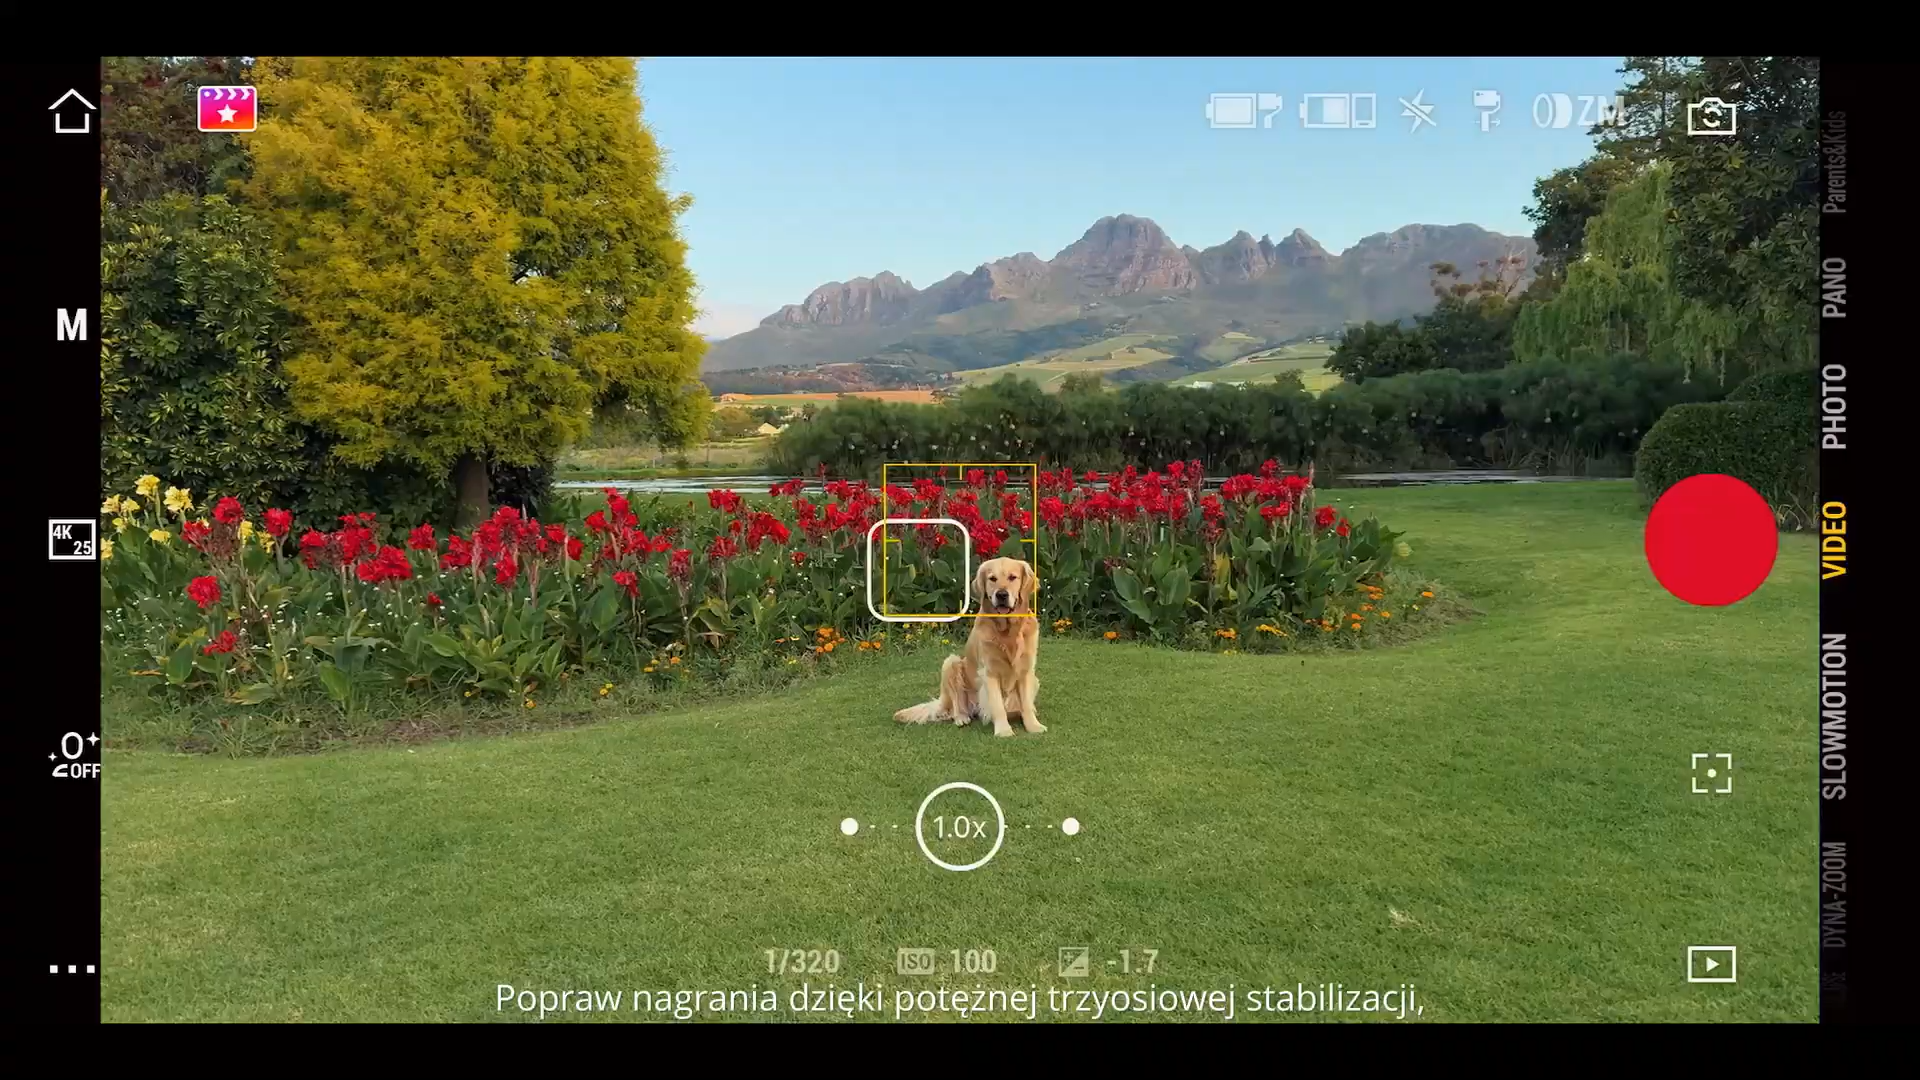 ZM
M
4K
25
OFF
Parents&Kids
PANO
PHOTO
VIDEO
SLOWMOTION
DYNA-ZOOM
1.0x
1/320 ISO 100 -1.7
Popraw nagrania dzięki potężnej trzyosiowej stabilizacji,